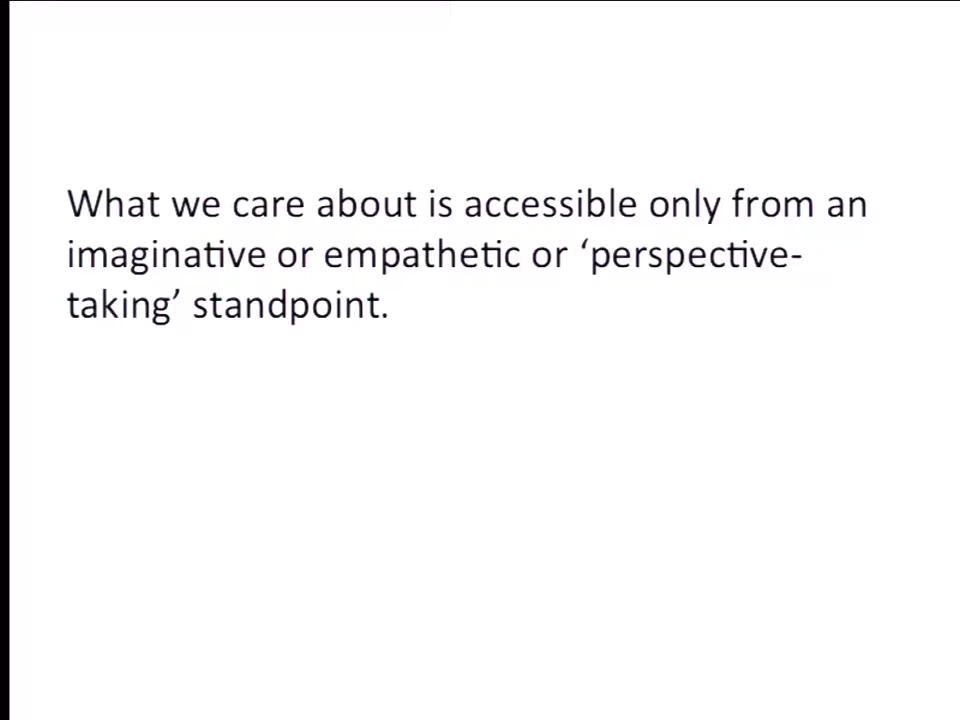 What we care about is accessible only from an
imaginative or empathetic or ‘perspective-
taking’ standpoint.